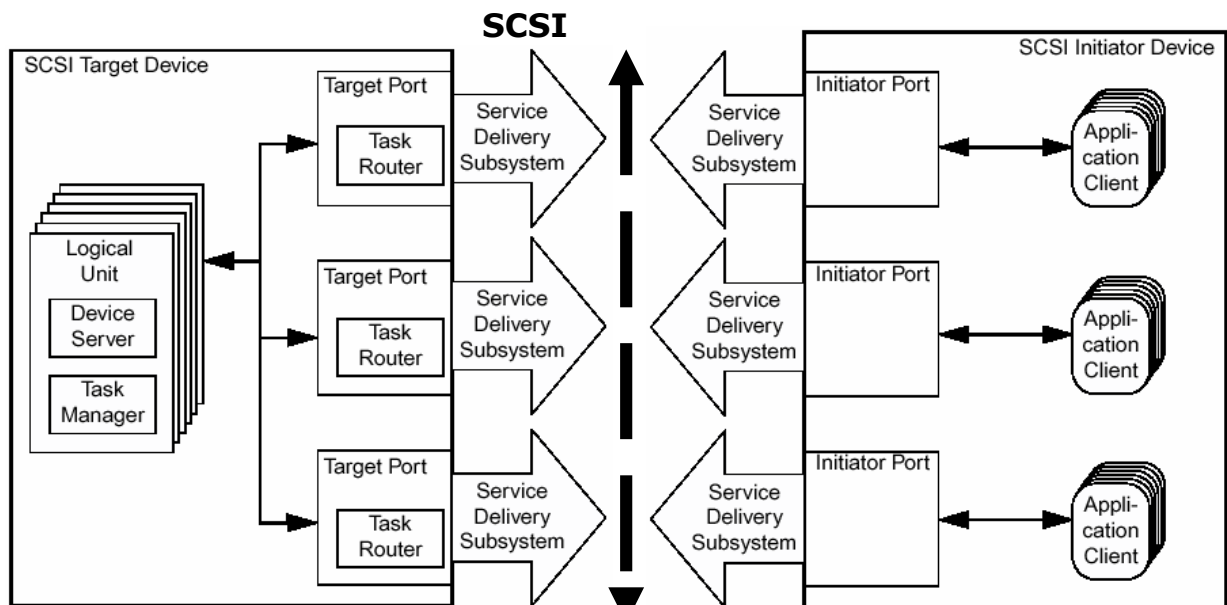 SCSI
SCSI Target Device
Logical
Unit
Device
Server
Task
Manager
Target Port
Task
Router
Service
Delivery
Subsystem
Target Port
Task
Router
Service
Delivery
Subsystem
Target Port
Task
Router
Service
Delivery
Subsystem
SCSI Initiator Device
Service
Delivery
Subsystem
Initiator Port
Appli-
cation
Client
Service
Delivery
Subsystem
Initiator Port
Appli-
cation
Client
Service
Delivery
Subsystem
Initiator Port
Appli-
cation
Client